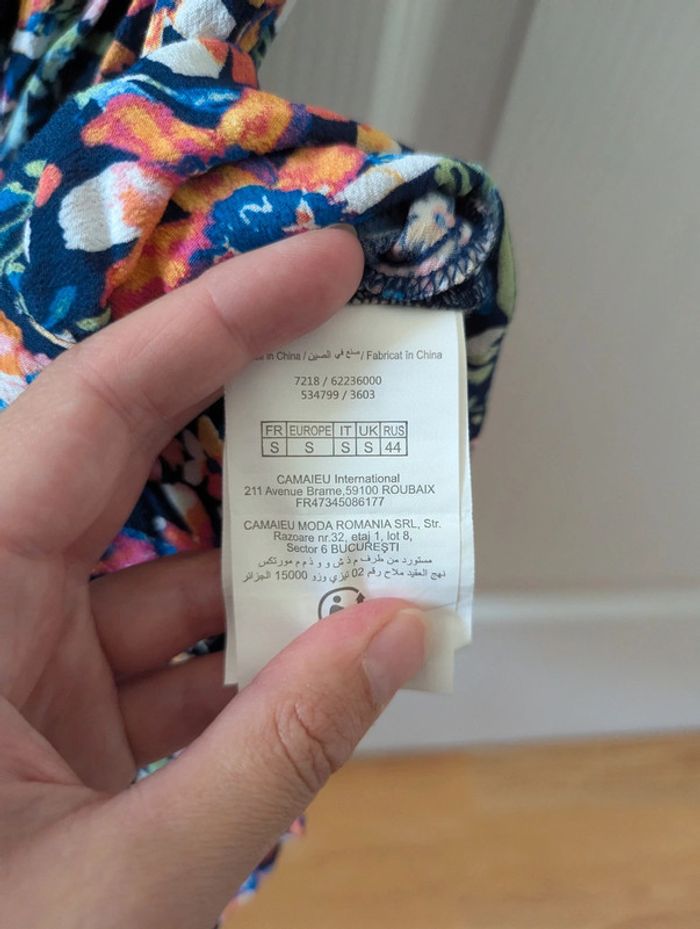 in China / صنع في الصين / Fabricat în China
7218 / 62236000
534799 / 3603
FR EUROPE IT UK RUS
S S S S 44
CAMAIEU International
211 Avenue Brame,59100 ROUBAIX
FR47345086177
CAMAIEU MODA ROMANIA SRL, Str.
Razoare nr.32, etaj 1, lot 8,
Sector 6 BUCUREŞTI
مستورد من طرف م ذ ش و و ذ م م مورتكس
نهج العقيد ملاح رقم 02 تيزي وزو 15000 الجزائر